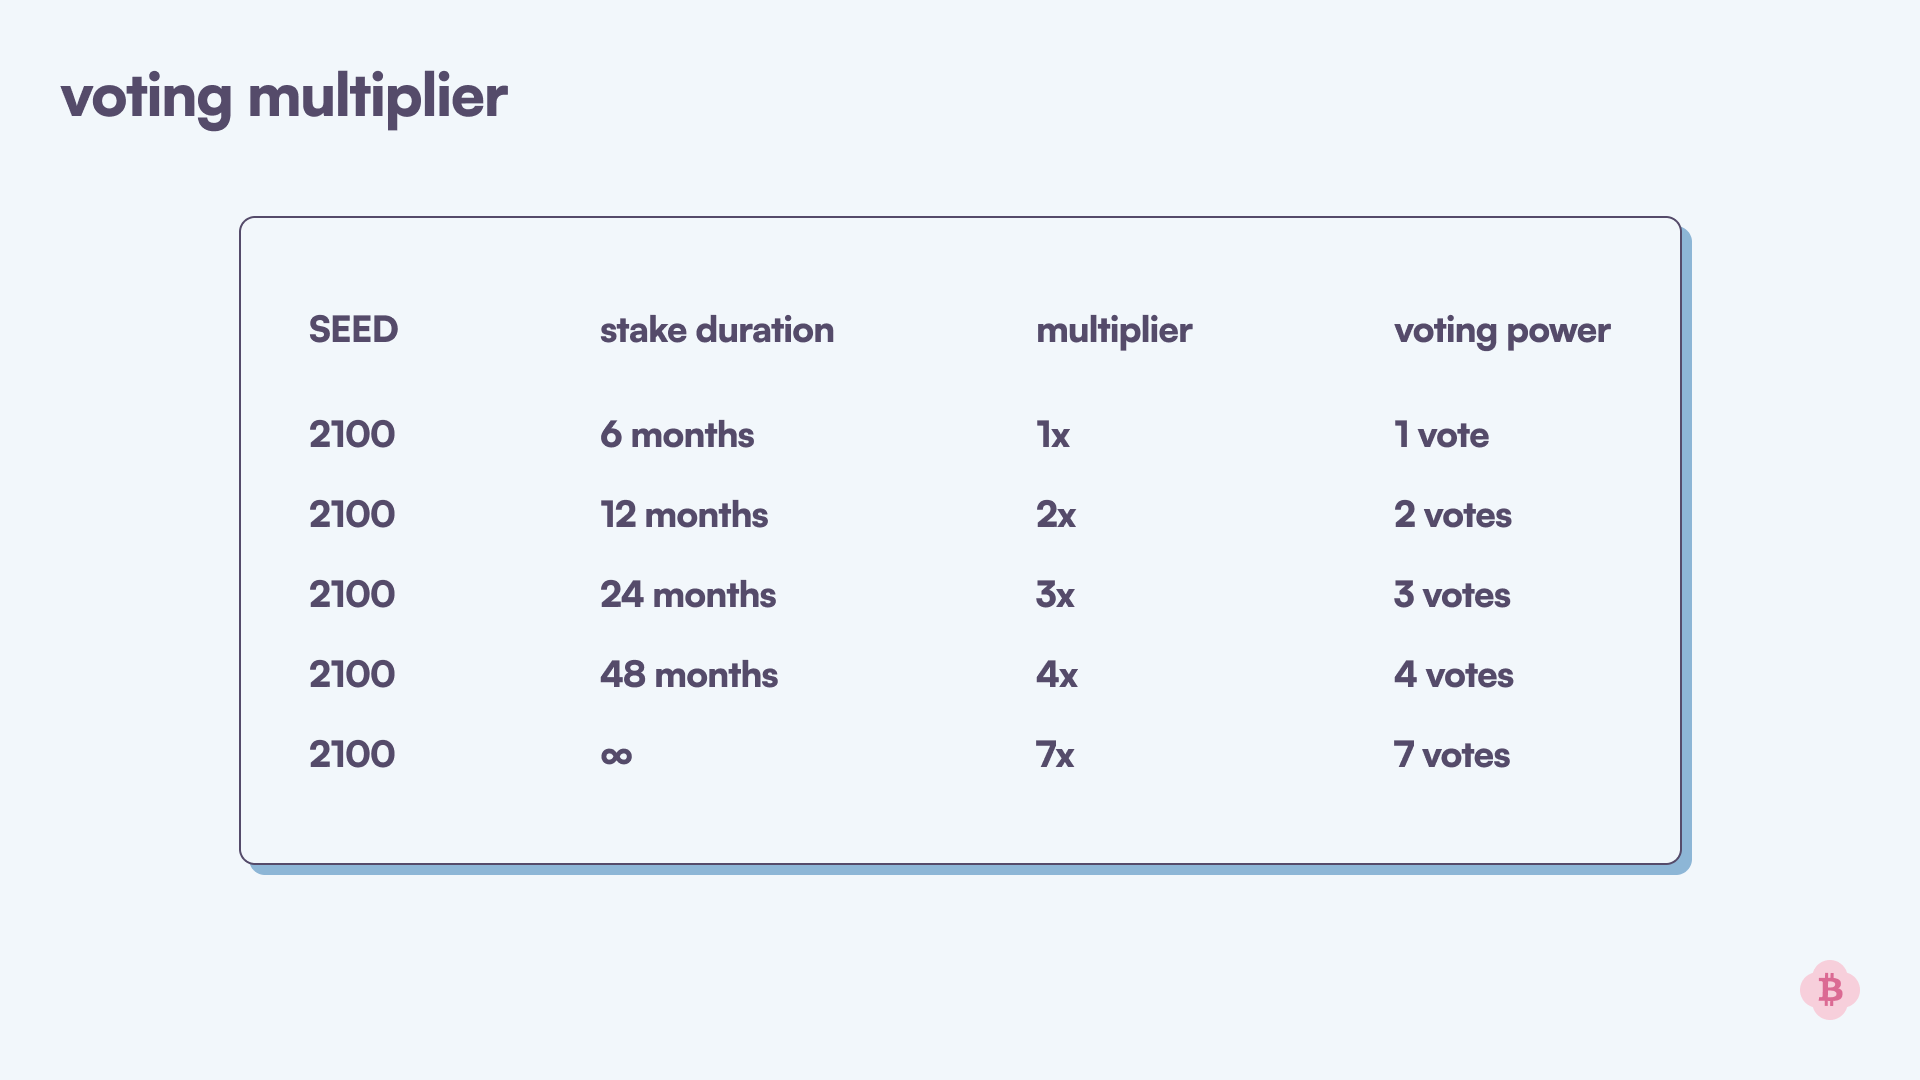 voting multiplier
SEED stake duration multiplier voting power
2100 6 months 1x 1 vote
2100 12 months 2x 2 votes
2100 24 months 3x 3 votes
2100 48 months 4x 4 votes
2100 ∞ 7x 7 votes
₿